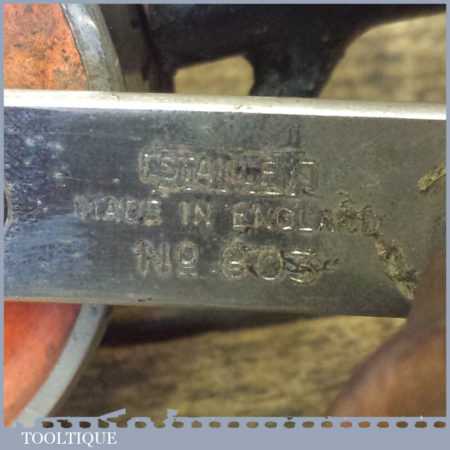 STANLEY
MADE IN ENGLAND
No 803
TOOLTIQUE